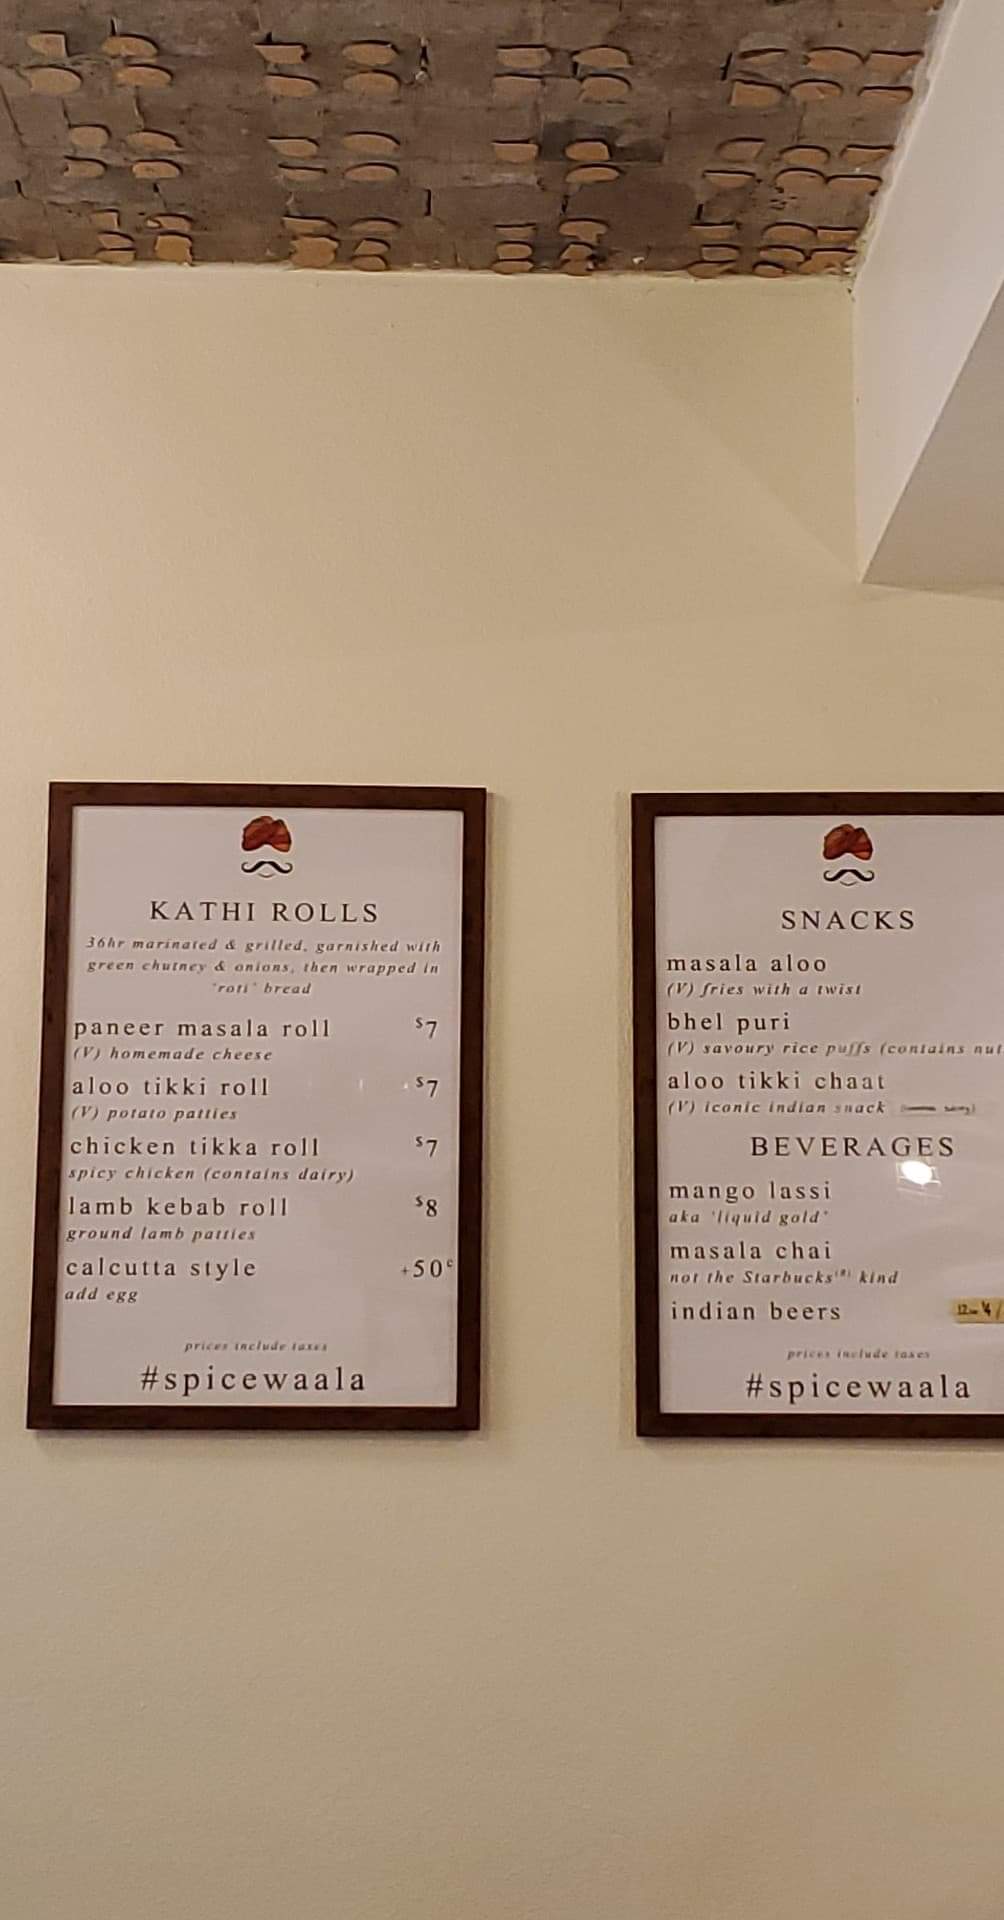 KATHI ROLLS
36hr marinated & grilled, garnished with
green chutney & onions, then wrapped in
'roti' bread
paneer masala roll $7
(V) homemade cheese
aloo tikki roll $7
(V) potato patties
chicken tikka roll $7
spicy chicken (contains dairy)
lamb kebab roll $8
ground lamb patties
calcutta style +50c
add egg
prices include taxes
#spicewaala
SNACKS
masala aloo
(V) fries with a twist
bhel puri
(V) savoury rice puffs (contains nut
aloo tikki chaat
(V) iconic indian snack
BEVERAGES
mango lassi
aka 'liquid gold'
masala chai
not the Starbucks(R) kind
indian beers
prices include taxes
#spicewaala